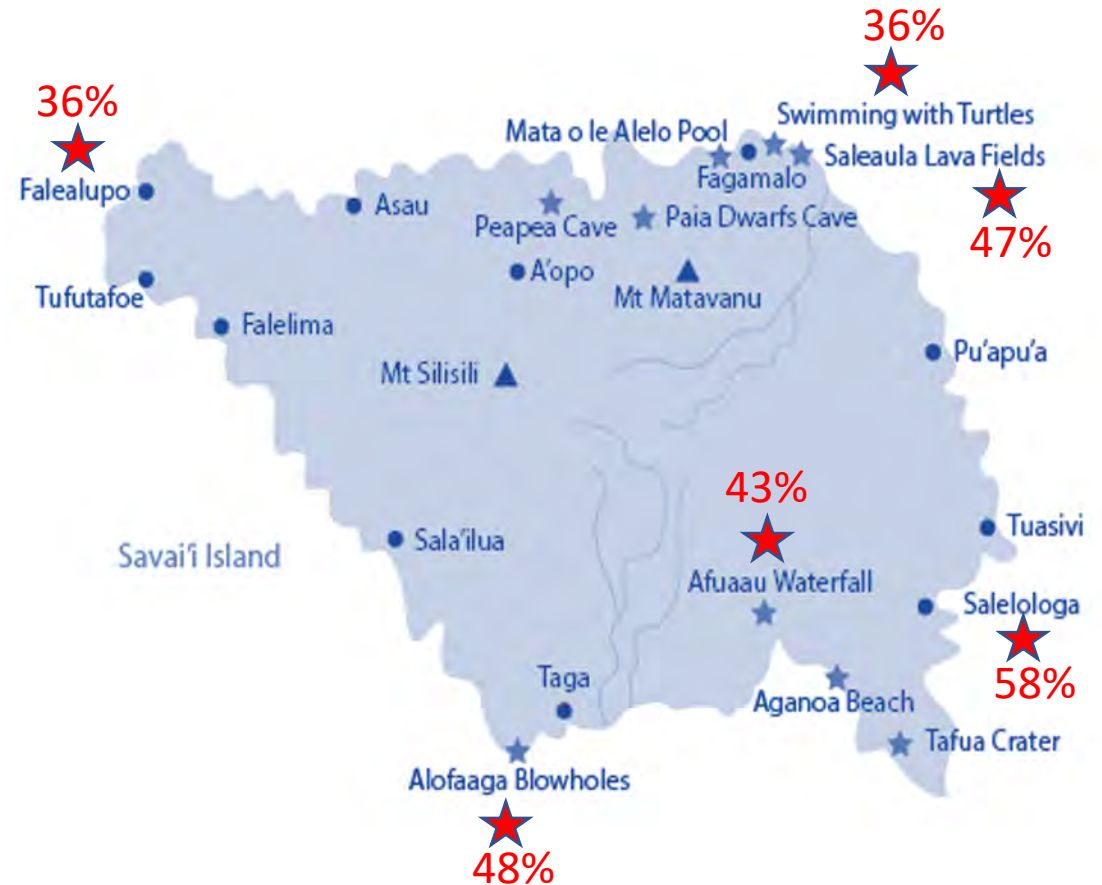 36%
36%
Swimming with Turtles
Mata o le Alelo Pool
Saleaula Lava Fields
Fagamalo
Falealupo
Asau
Peapea Cave
Paia Dwarfs Cave
47%
A'opo
Mt Matavanu
Tufutafoe
Falelima
Pu'apu'a
Mt Silisili
43%
Savai'i Island
Sala'ilua
Tuasivi
Afuaau Waterfall
Salelologa
58%
Taga
Aganoa Beach
Tafua Crater
Alofaaga Blowholes
48%